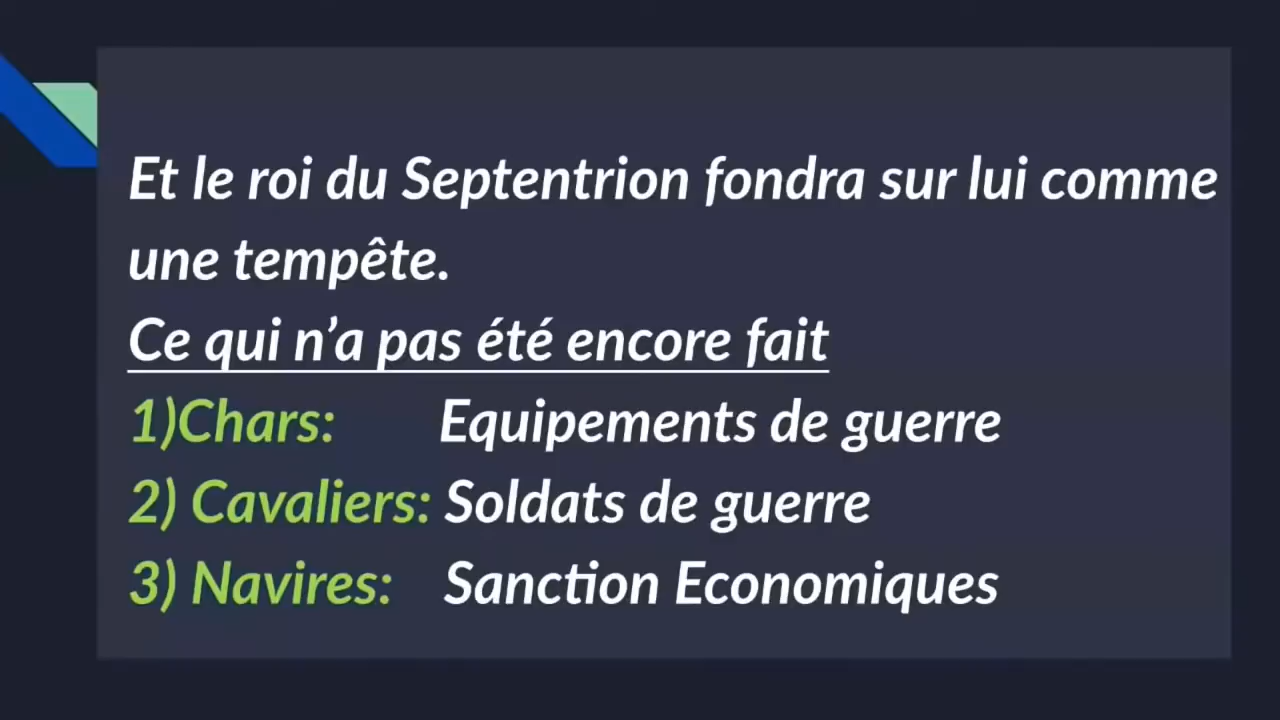 Et le roi du Septentrion fondra sur lui comme
une tempête.
Ce qui n’a pas été encore fait
1)Chars: Equipements de guerre
2) Cavaliers: Soldats de guerre
3) Navires: Sanction Economiques